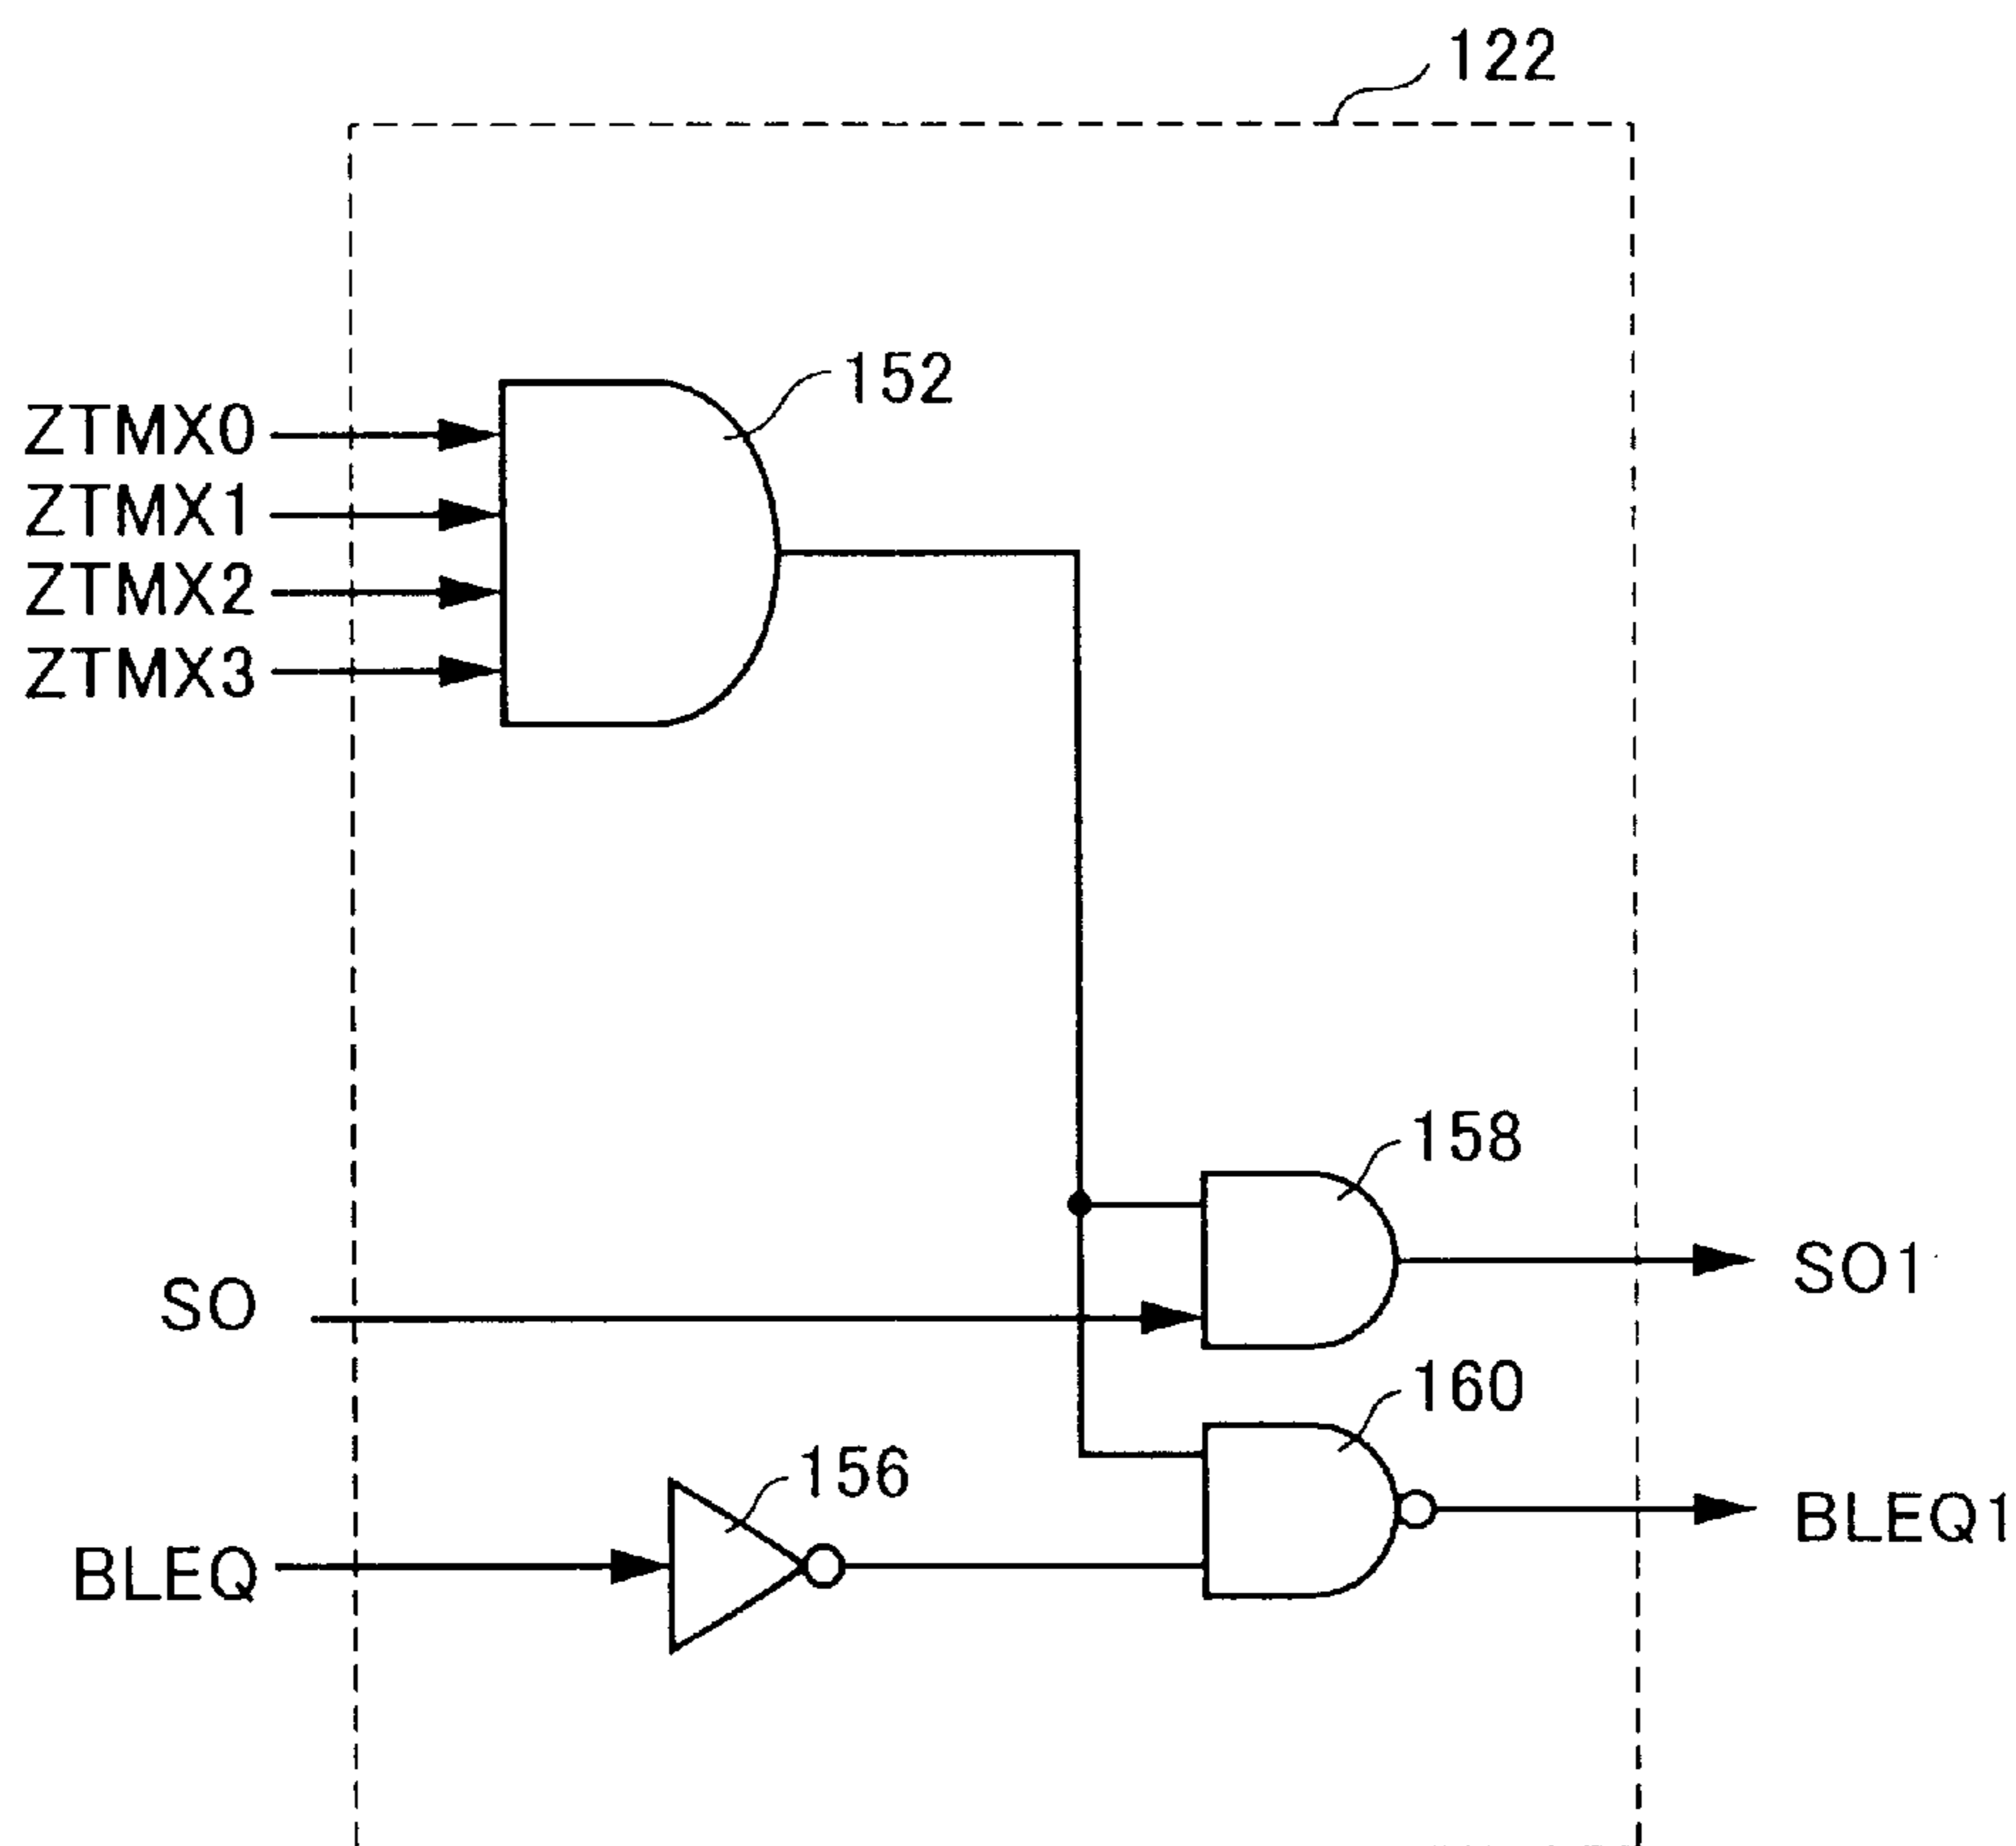 122
152
ZTMX0
ZTMX1
ZTMX2
ZTMX3
158
SO
SO1
160
156
BLEQ
BLEQ1